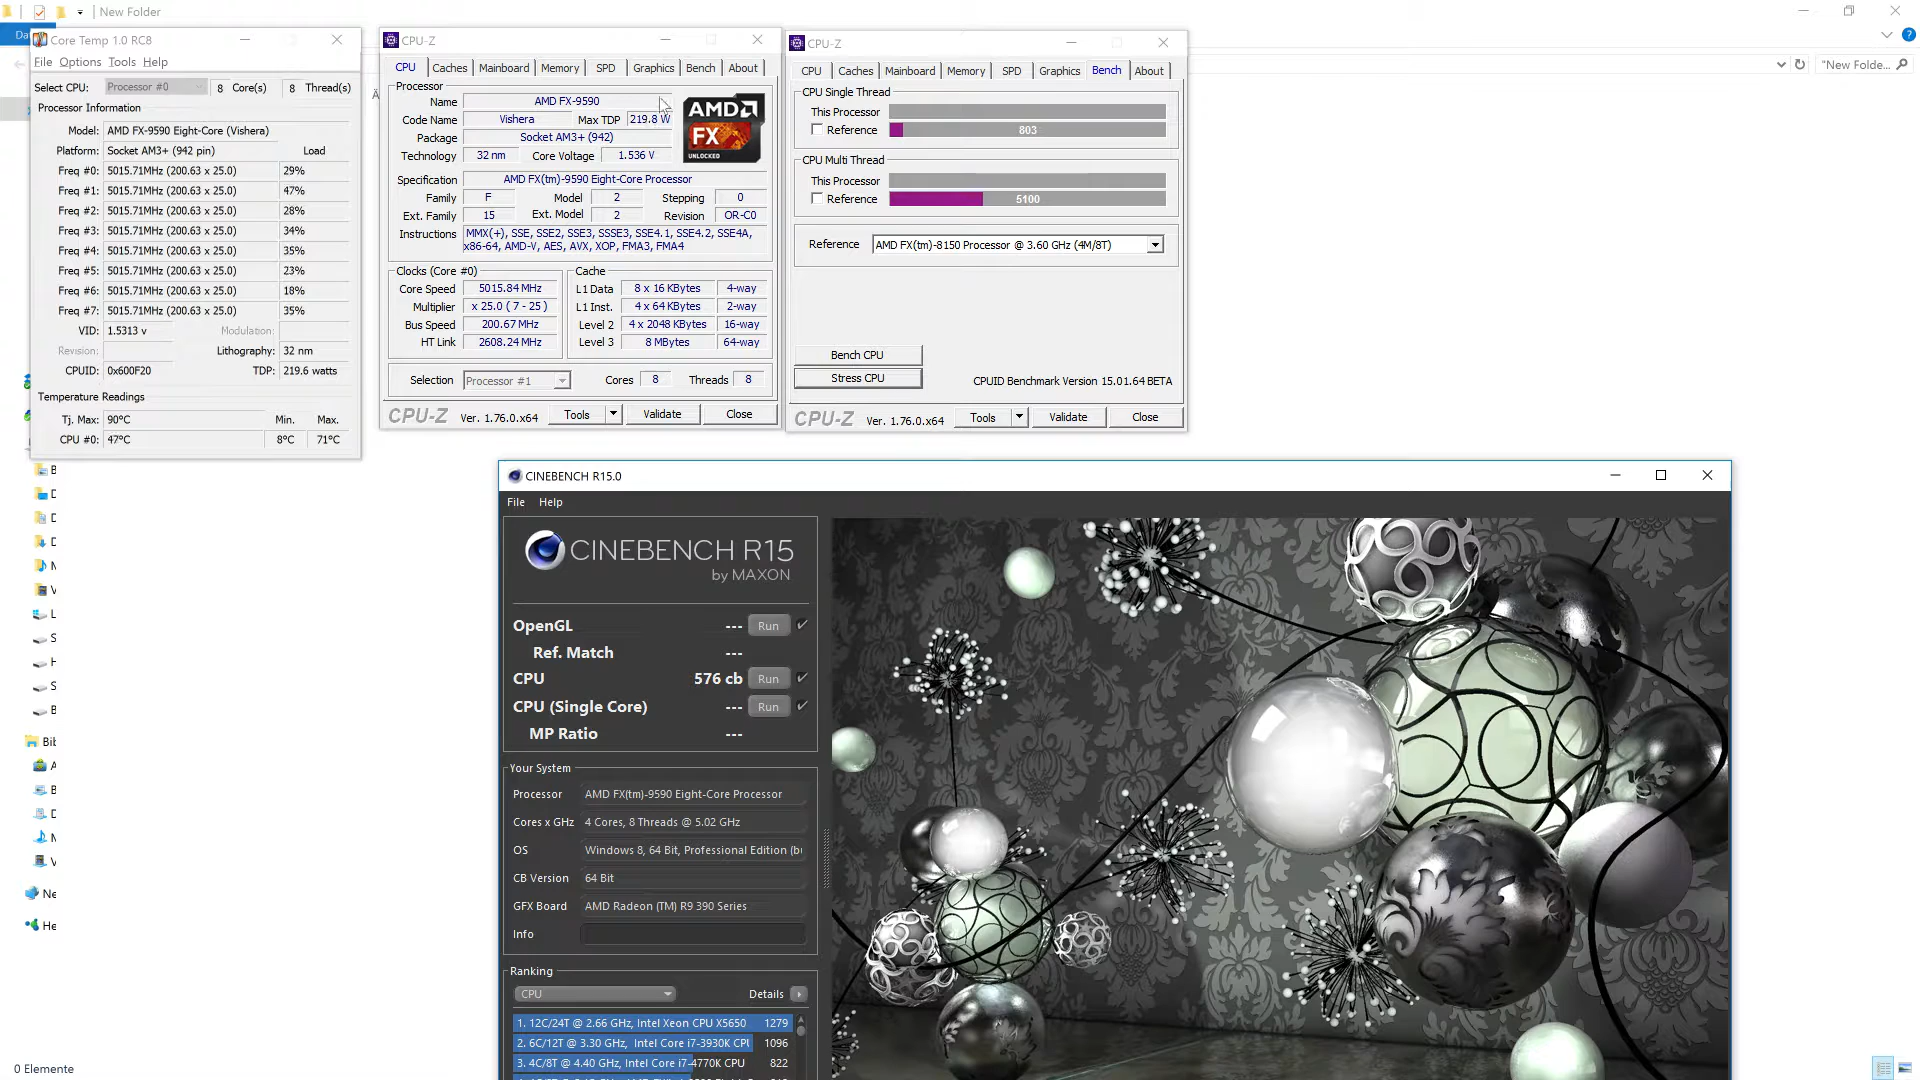 New Folder
Da
"New Folde...
Core Temp 1.0 RC8
File Options Tools Help
Select CPU: Processor #0 8 Core(s) 8 Thread(s)
Processor Information
Model: AMD FX-9590 Eight-Core (Vishera)
Platform: Socket AM3+ (942 pin) Load
Freq #0: 5015.71MHz (200.63 x 25.0) 29%
Freq #1: 5015.71MHz (200.63 x 25.0) 47%
Freq #2: 5015.71MHz (200.63 x 25.0) 28%
Freq #3: 5015.71MHz (200.63 x 25.0) 34%
Freq #4: 5015.71MHz (200.63 x 25.0) 35%
Freq #5: 5015.71MHz (200.63 x 25.0) 23%
Freq #6: 5015.71MHz (200.63 x 25.0) 18%
Freq #7: 5015.71MHz (200.63 x 25.0) 35%
VID: 1.5313 v Modulation:
Revision: Lithography: 32 nm
CPUID: 0x600F20 TDP: 219.6 watts
Temperature Readings
Tj. Max: 90°C Min. Max.
CPU #0: 47°C 8°C 71°C
Ä
CPU-Z
CPU Caches Mainboard Memory SPD Graphics Bench About
Processor
Name AMD FX-9590
Code Name Vishera Max TDP 219.8 W
Package Socket AM3+ (942)
Technology 32 nm Core Voltage 1.536 V
AMD
FX
UNLOCKED
Specification AMD FX(tm)-9590 Eight-Core Processor
Family F Model 2 Stepping 0
Ext. Family 15 Ext. Model 2 Revision OR-C0
Instructions MMX(+), SSE, SSE2, SSE3, SSSE3, SSE4.1, SSE4.2, SSE4A,
x86-64, AMD-V, AES, AVX, XOP, FMA3, FMA4
Clocks (Core #0)
Core Speed 5015.84 MHz
Multiplier x 25.0 ( 7 - 25 )
Bus Speed 200.67 MHz
HT Link 2608.24 MHz
Cache
L1 Data 8 x 16 KBytes 4-way
L1 Inst. 4 x 64 KBytes 2-way
Level 2 4 x 2048 KBytes 16-way
Level 3 8 MBytes 64-way
Selection Processor #1 Cores 8 Threads 8
CPU-Z Ver. 1.76.0.x64 Tools Validate Close
CPU-Z
CPU Caches Mainboard Memory SPD Graphics Bench About
CPU Single Thread
This Processor
Reference 803
CPU Multi Thread
This Processor
Reference 5100
Reference AMD FX(tm)-8150 Processor @ 3.60 GHz (4M/8T)
Bench CPU
Stress CPU CPUID Benchmark Version 15.01.64 BETA
CPU-Z Ver. 1.76.0.x64 Tools Validate Close
B
D
D
D
M
V
L
S
H
S
B
Bib
A
B
D
M
V
Ne
He
0 Elemente
CINEBENCH R15.0
File Help
CINEBENCH R15
by MAXON
OpenGL --- Run
Ref. Match ---
CPU 576 cb Run
CPU (Single Core) --- Run
MP Ratio ---
Your System
Processor AMD FX(tm)-9590 Eight-Core Processor
Cores x GHz 4 Cores, 8 Threads @ 5.02 GHz
OS Windows 8, 64 Bit, Professional Edition (bu
CB Version 64 Bit
GFX Board AMD Radeon (TM) R9 390 Series
Info
Ranking
CPU Details
1. 12C/24T @ 2.66 GHz, Intel Xeon CPU X5650 1279
2. 6C/12T @ 3.30 GHz, Intel Core i7-3930K CPU 1096
3. 4C/8T @ 4.40 GHz, Intel Core i7-4770K CPU 822